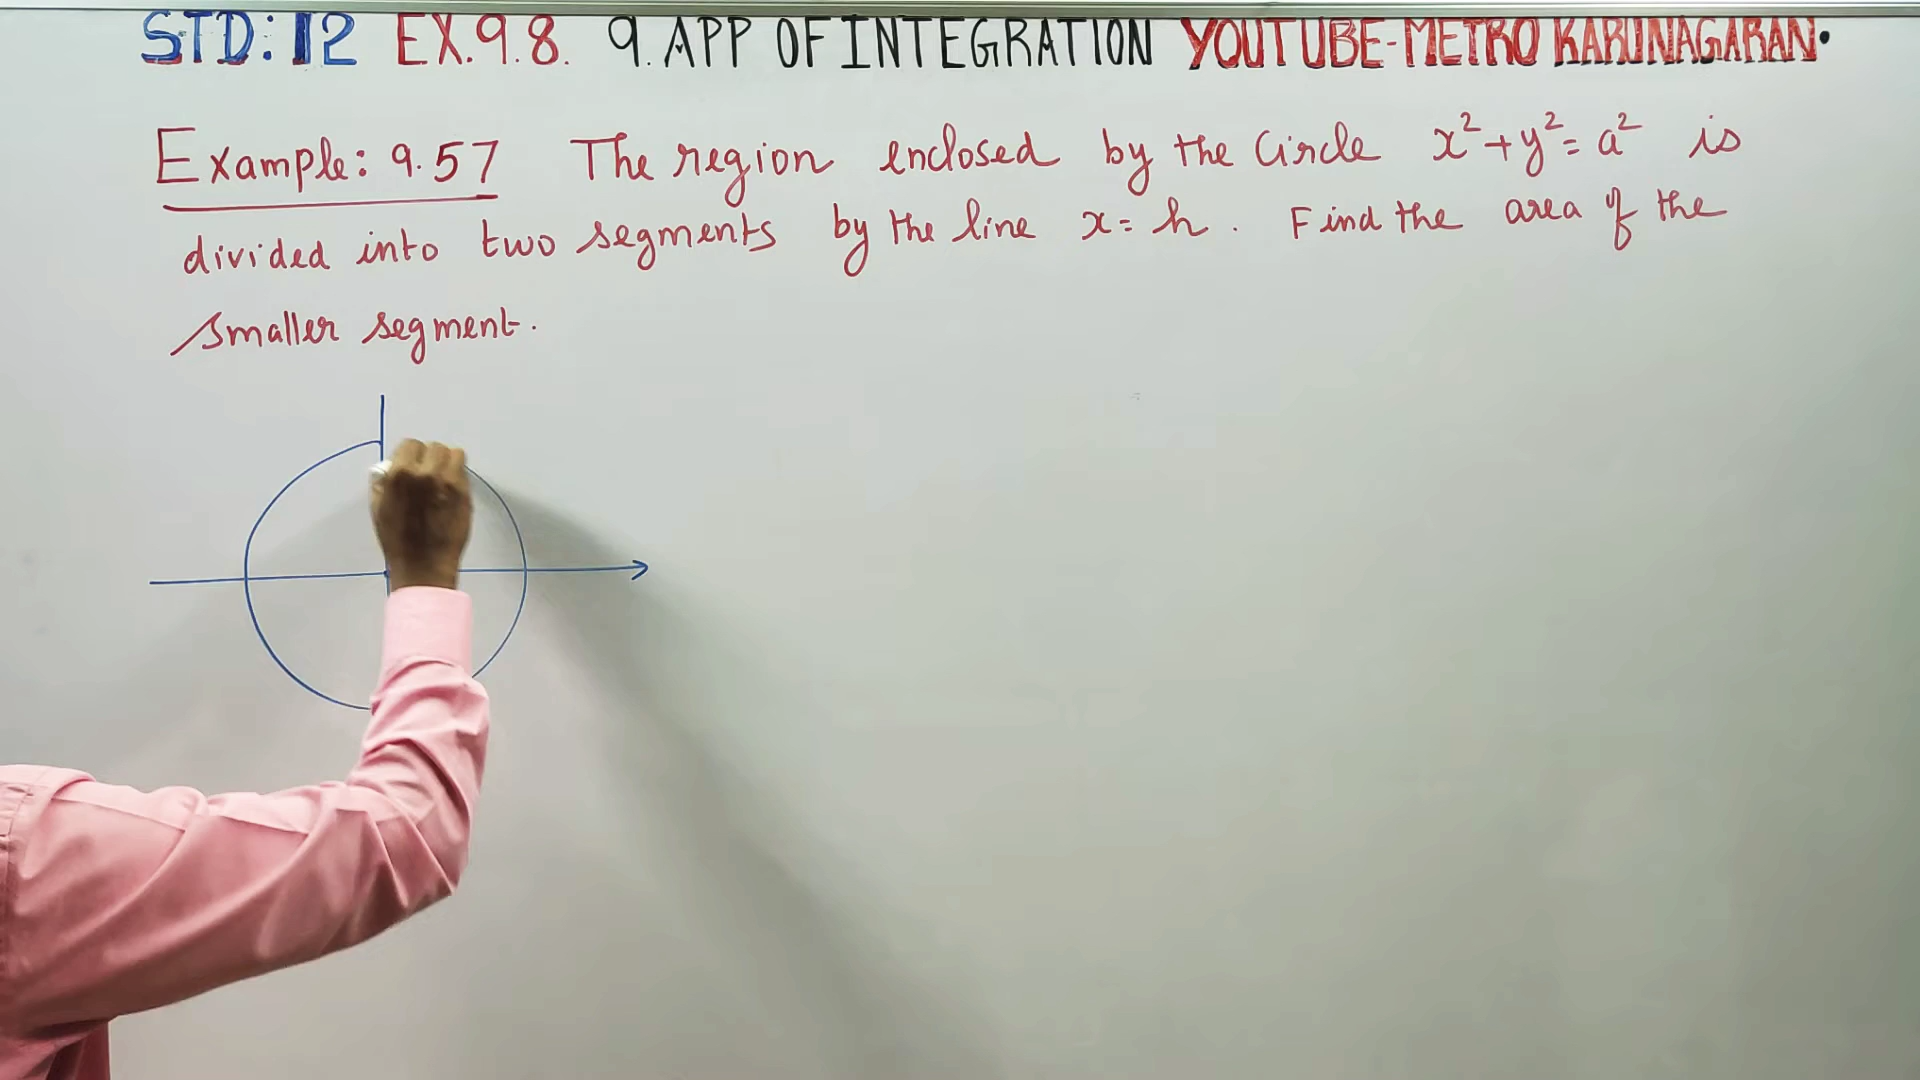 STD: 12 EX.9.8. 9. APP OF INTEGRATION YOUTUBE-METRO KARUNAGARAN.
Example: 9.57 The region enclosed by the Circle x²+y²=a² is
divided into two segments by the line x=h. Find the area of the
smaller segment.